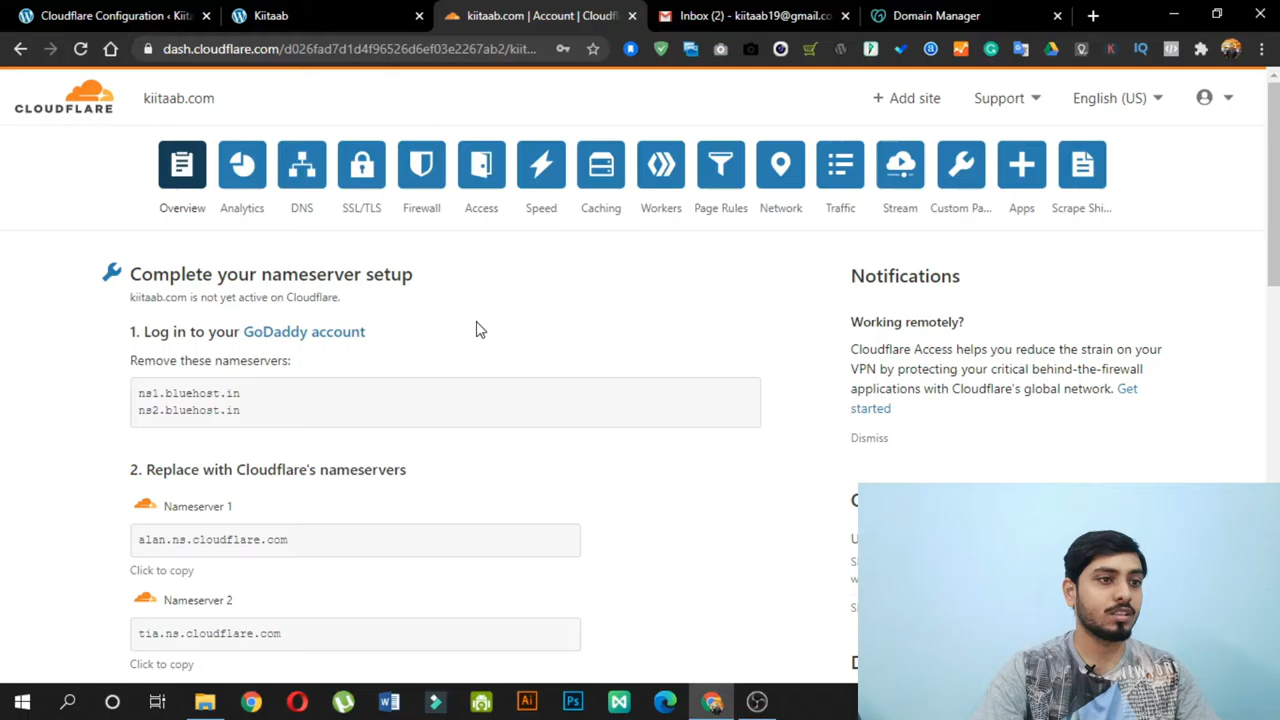 Cloudflare Configuration ‹ Kiita
Kiitaab
kiitaab.com | Account | Cloudf
Inbox (2) - kiitaab19@gmail.co
Domain Manager
dash.cloudflare.com/d026fad7d1d4f96526d6ef03e2267ab2/kiit...
CLOUDFLARE
kiitaab.com
+ Add site
Support
English (US)
Overview
Analytics
DNS
SSL/TLS
Firewall
Access
Speed
Caching
Workers
Page Rules
Network
Traffic
Stream
Custom Pa...
Apps
Scrape Shi...
Complete your nameserver setup
kiitaab.com is not yet active on Cloudflare.
1. Log in to your GoDaddy account
Remove these nameservers:
ns1.bluehost.in
ns2.bluehost.in
2. Replace with Cloudflare's nameservers
Nameserver 1
alan.ns.cloudflare.com
Click to copy
Nameserver 2
tia.ns.cloudflare.com
Click to copy
Notifications
Working remotely?
Cloudflare Access helps you reduce the strain on your
VPN by protecting your critical behind-the-firewall
applications with Cloudflare's global network. Get
started
Dismiss